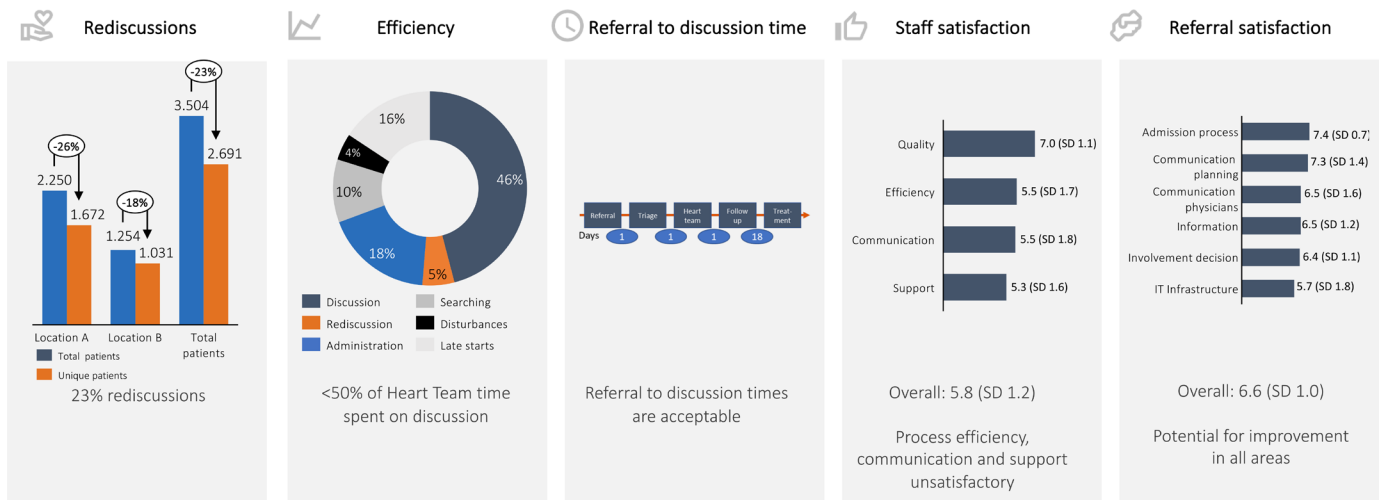 Rediscussions
-23%
3.504
2.691
-26%
2.250
1.672
-18%
1.254
1.031
Location A
Location B
Total
patients
Total patients
Unique patients
23% rediscussions
Efficiency
16%
4%
46%
10%
18%
5%
Discussion
Searching
Rediscussion
Disturbances
Administration
Late starts
<50% of Heart Team time
spent on discussion
Referral to discussion time
Referral
Triage
Heart
team
Follow
up
Treat-
ment
Days
1
1
1
18
Referral to discussion times
are acceptable
Staff satisfaction
Quality
7.0 (SD 1.1)
Efficiency
5.5 (SD 1.7)
Communication
5.5 (SD 1.8)
Support
5.3 (SD 1.6)
Overall: 5.8 (SD 1.2)
Process efficiency,
communication and support
unsatisfactory
Referral satisfaction
Admission process
7.4 (SD 0.7)
Communication
planning
7.3 (SD 1.4)
Communication
physicians
6.5 (SD 1.6)
Information
6.5 (SD 1.2)
Involvement decision
6.4 (SD 1.1)
IT Infrastructure
5.7 (SD 1.8)
Overall: 6.6 (SD 1.0)
Potential for improvement
in all areas